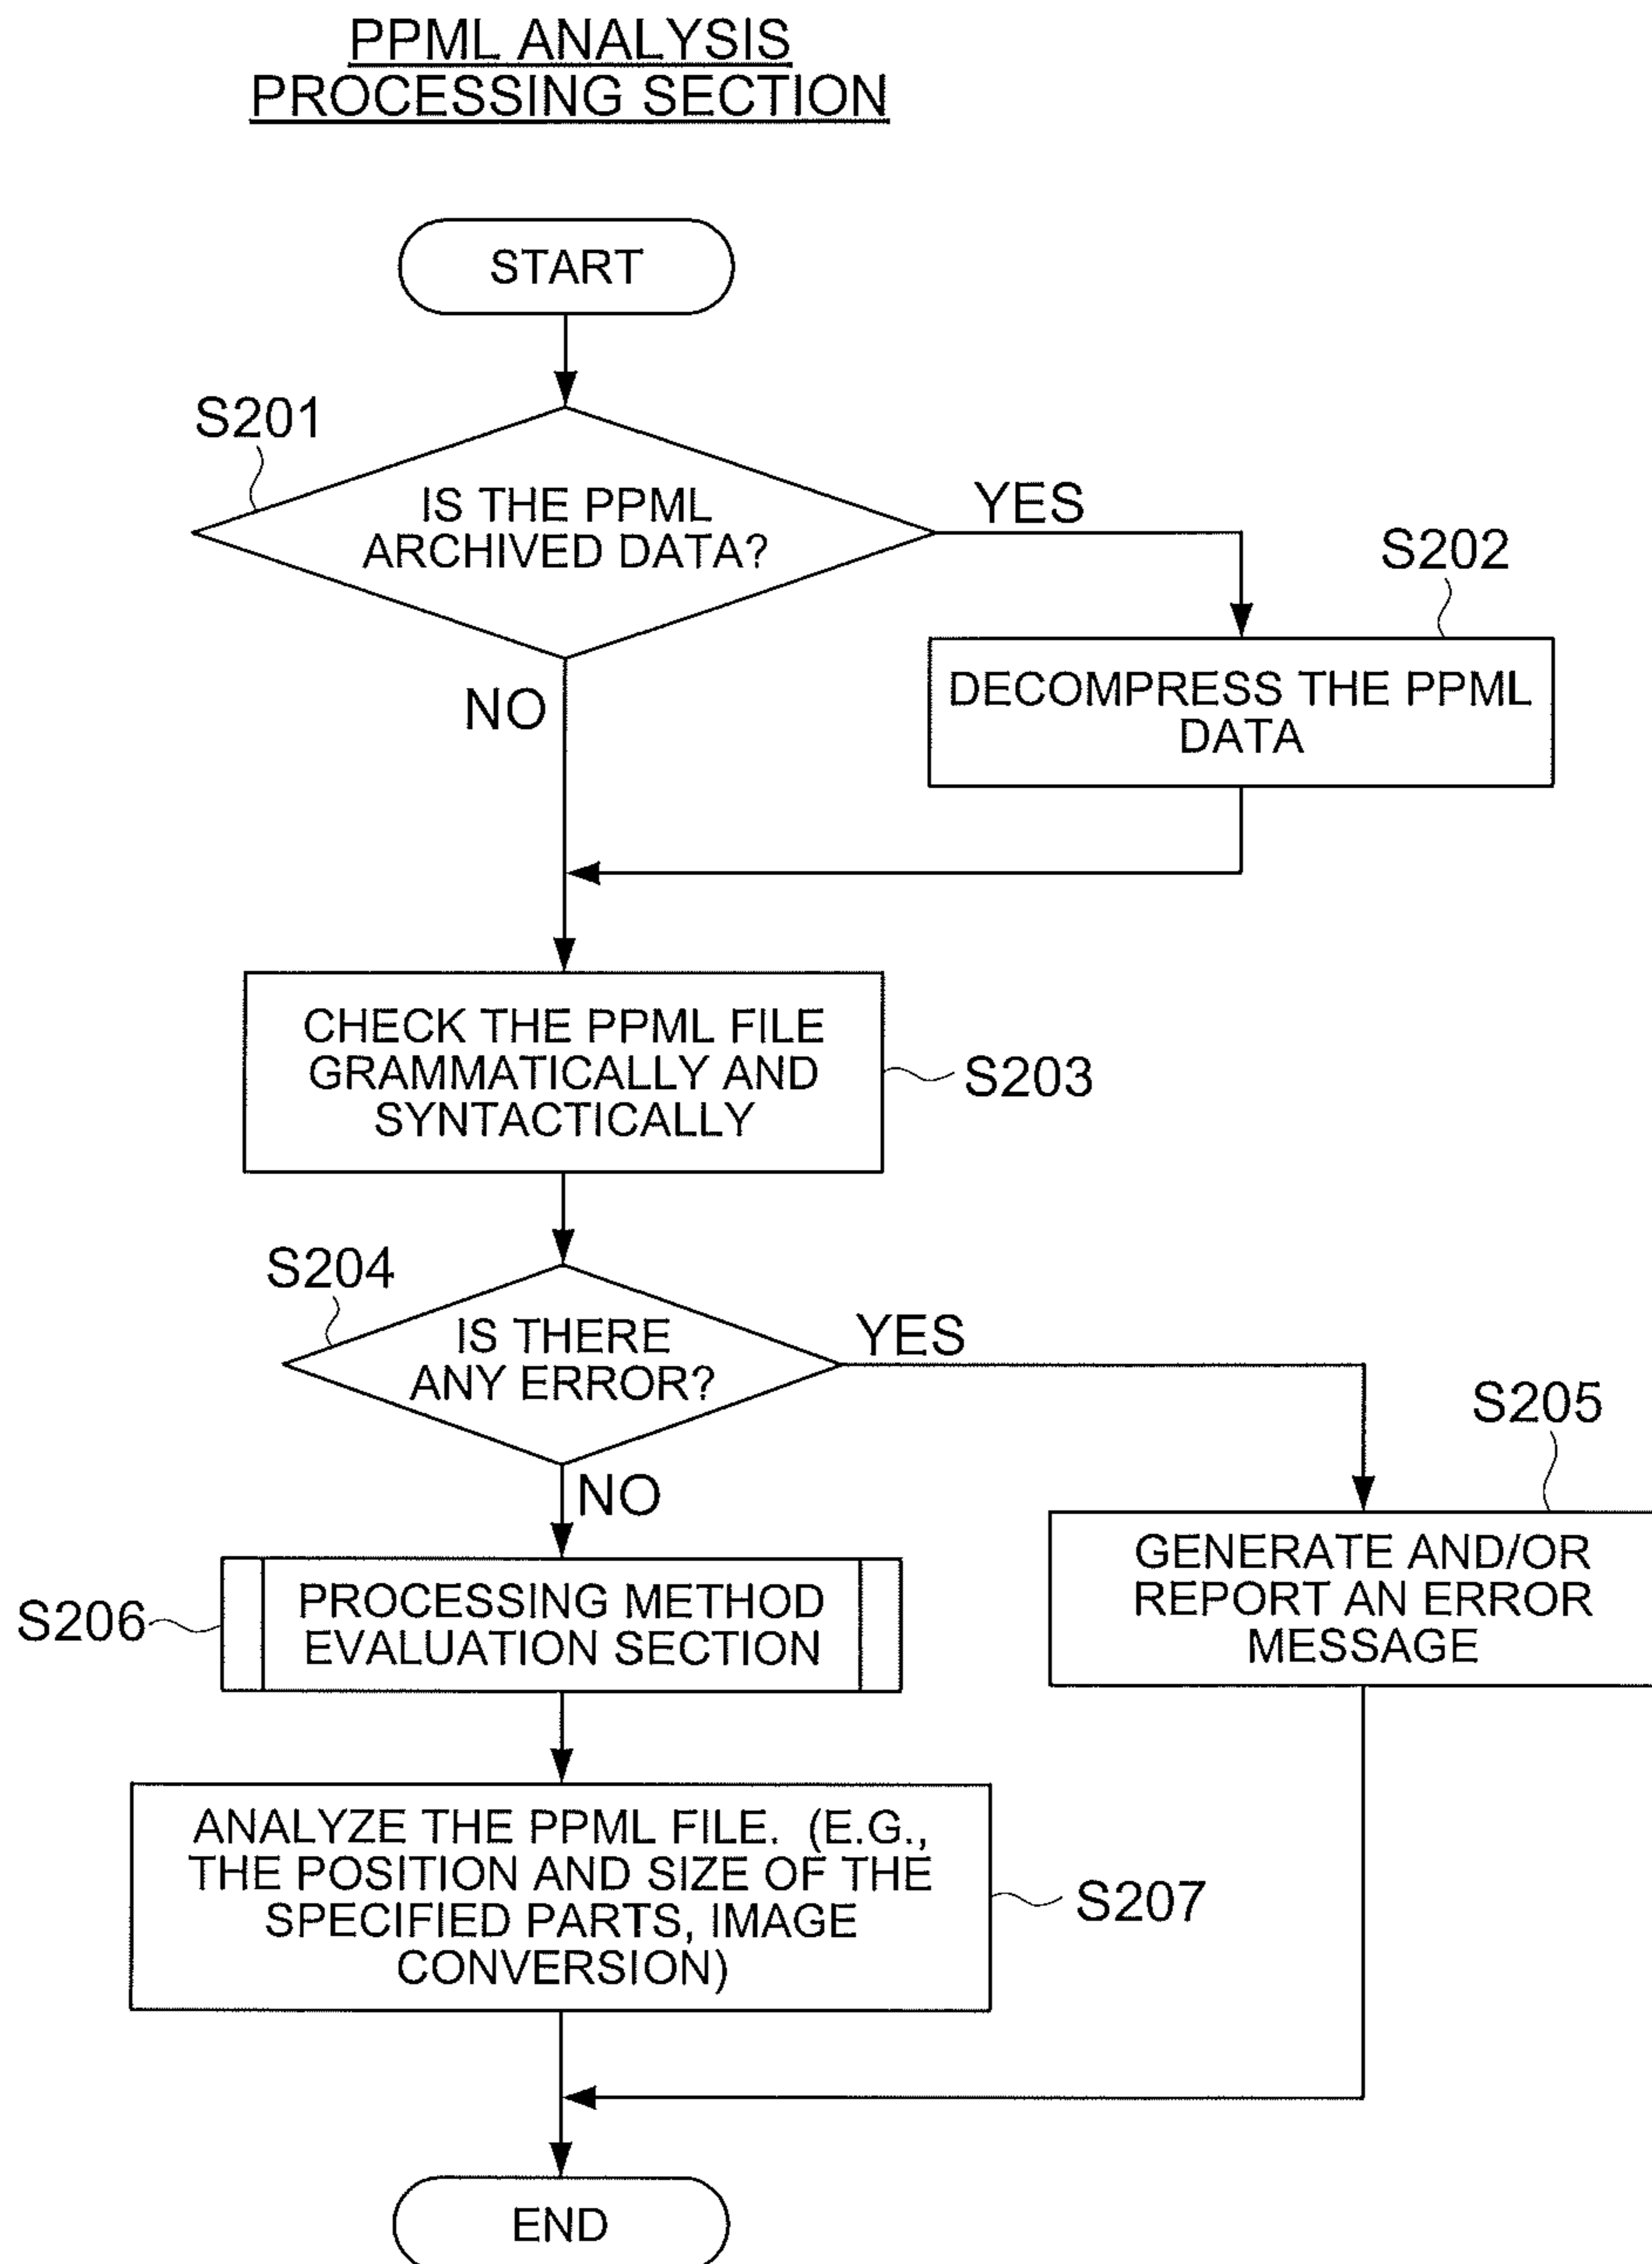 PPML ANALYSIS
PROCESSING SECTION
START
S201
IS THE PPML
ARCHIVED DATA?
YES
S202
DECOMPRESS THE PPML
DATA
NO
CHECK THE PPML FILE
GRAMMATICALLY AND
SYNTACTICALLY
S203
S204
IS THERE
ANY ERROR?
YES
S205
GENERATE AND/OR
REPORT AN ERROR
MESSAGE
NO
S206
PROCESSING METHOD
EVALUATION SECTION
ANALYZE THE PPML FILE. (E.G.,
THE POSITION AND SIZE OF THE
SPECIFIED PARTS, IMAGE
CONVERSION)
S207
END